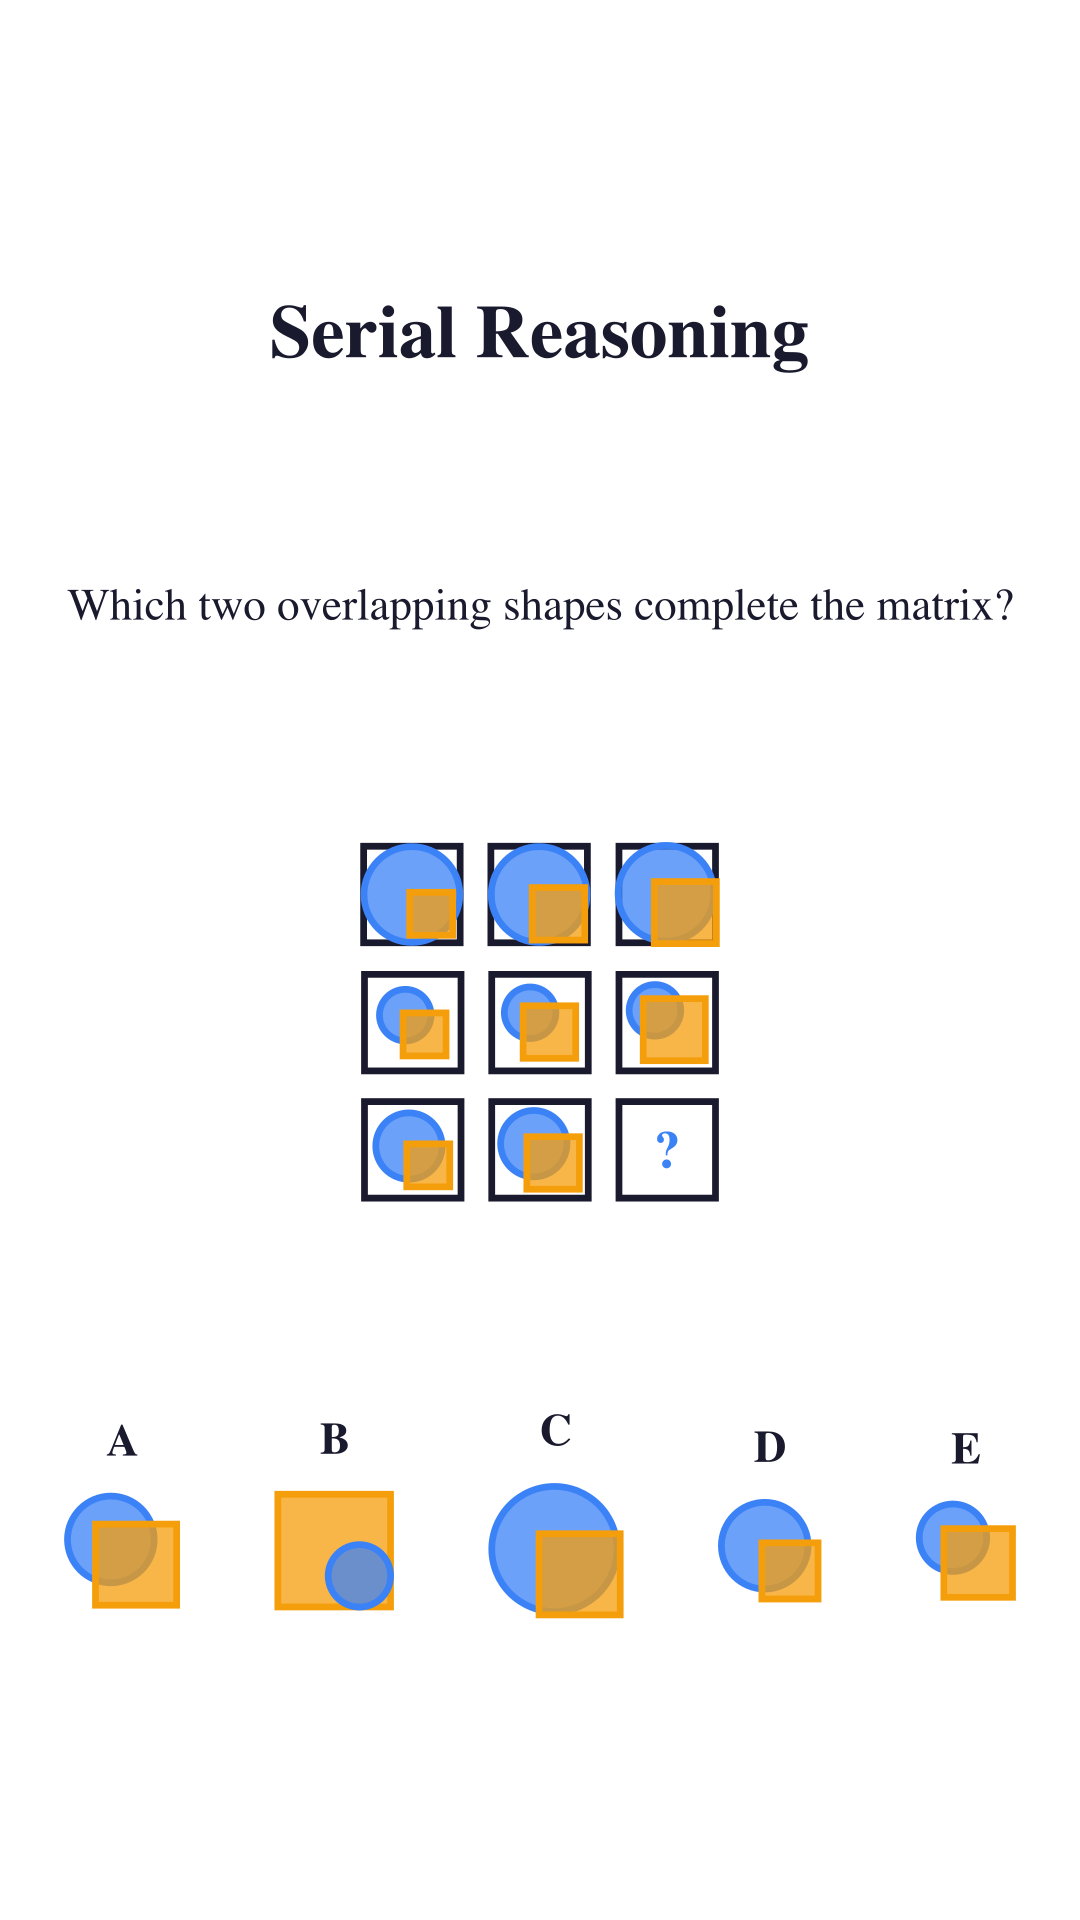 Serial Reasoning
Which two overlapping shapes complete the matrix?
?
A B C D E